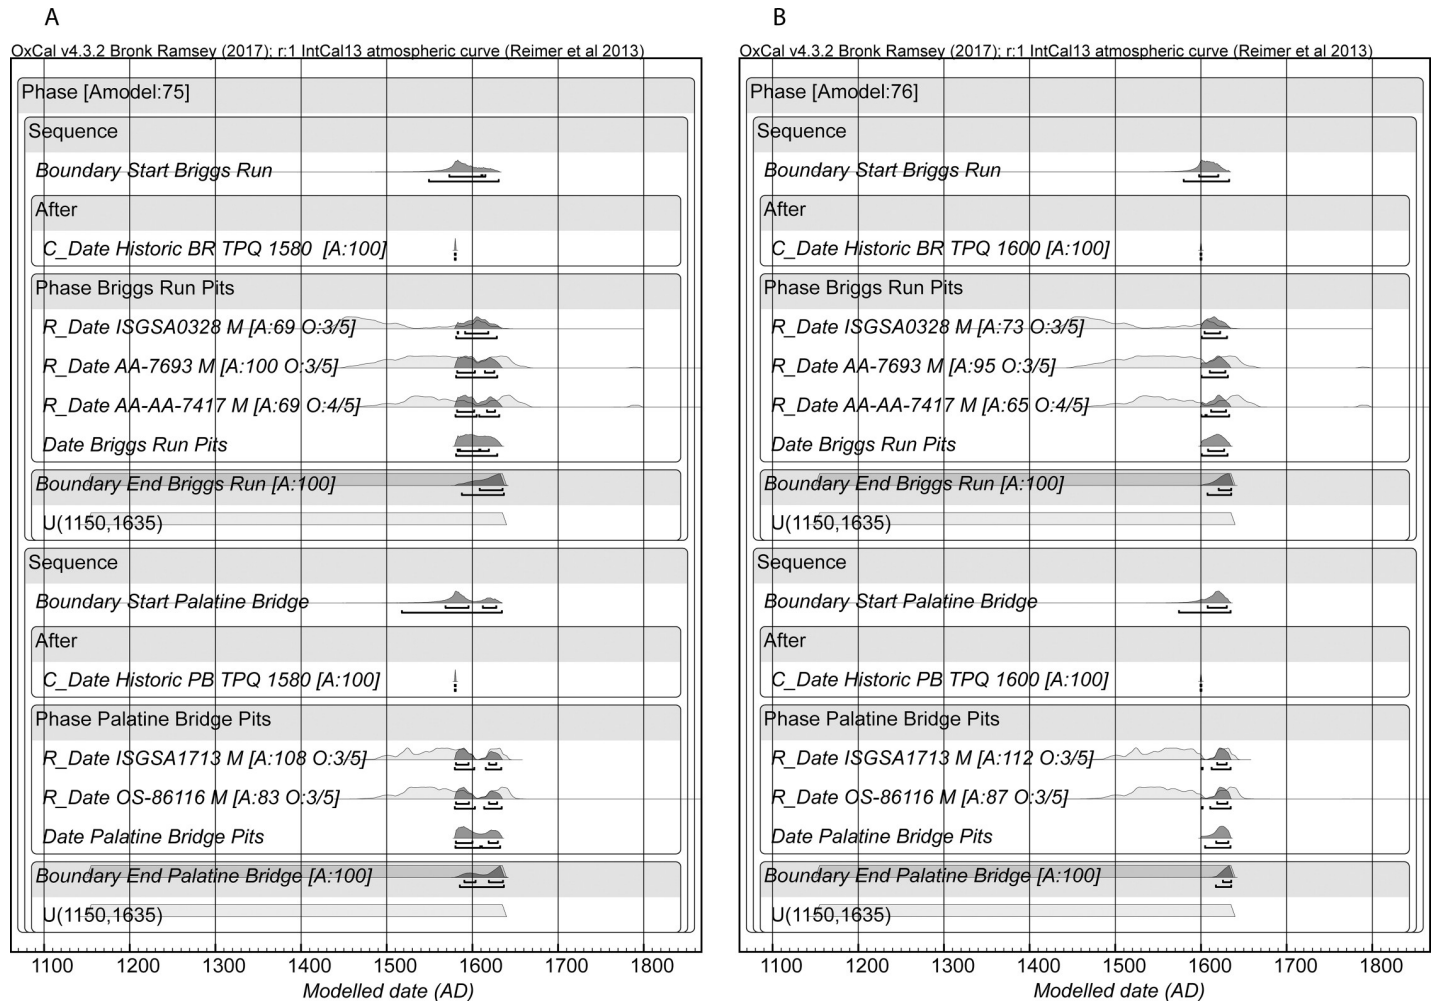 A
OxCal v4.3.2 Bronk Ramsey (2017); r:1 IntCal13 atmospheric curve (Reimer et al 2013)
Phase [Amodel:75]
Sequence
Boundary Start Briggs Run
After
C_Date Historic BR TPQ 1580 [A:100]
Phase Briggs Run Pits
R_Date ISGSA0328 M [A:69 O:3/5]
R_Date AA-7693 M [A:100 O:3/5]
R_Date AA-AA-7417 M [A:69 O:4/5]
Date Briggs Run Pits
Boundary End Briggs Run [A:100]
U(1150,1635)
Sequence
Boundary Start Palatine Bridge
After
C_Date Historic PB TPQ 1580 [A:100]
Phase Palatine Bridge Pits
R_Date ISGSA1713 M [A:108 O:3/5]
R_Date OS-86116 M [A:83 O:3/5]
Date Palatine Bridge Pits
Boundary End Palatine Bridge [A:100]
U(1150,1635)
1100 1200 1300 1400 1500 1600 1700 1800
Modelled date (AD)
B
OxCal v4.3.2 Bronk Ramsey (2017); r:1 IntCal13 atmospheric curve (Reimer et al 2013)
Phase [Amodel:76]
Sequence
Boundary Start Briggs Run
After
C_Date Historic BR TPQ 1600 [A:100]
Phase Briggs Run Pits
R_Date ISGSA0328 M [A:73 O:3/5]
R_Date AA-7693 M [A:95 O:3/5]
R_Date AA-AA-7417 M [A:65 O:4/5]
Date Briggs Run Pits
Boundary End Briggs Run [A:100]
U(1150,1635)
Sequence
Boundary Start Palatine Bridge
After
C_Date Historic PB TPQ 1600 [A:100]
Phase Palatine Bridge Pits
R_Date ISGSA1713 M [A:112 O:3/5]
R_Date OS-86116 M [A:87 O:3/5]
Date Palatine Bridge Pits
Boundary End Palatine Bridge [A:100]
U(1150,1635)
1100 1200 1300 1400 1500 1600 1700 1800
Modelled date (AD)